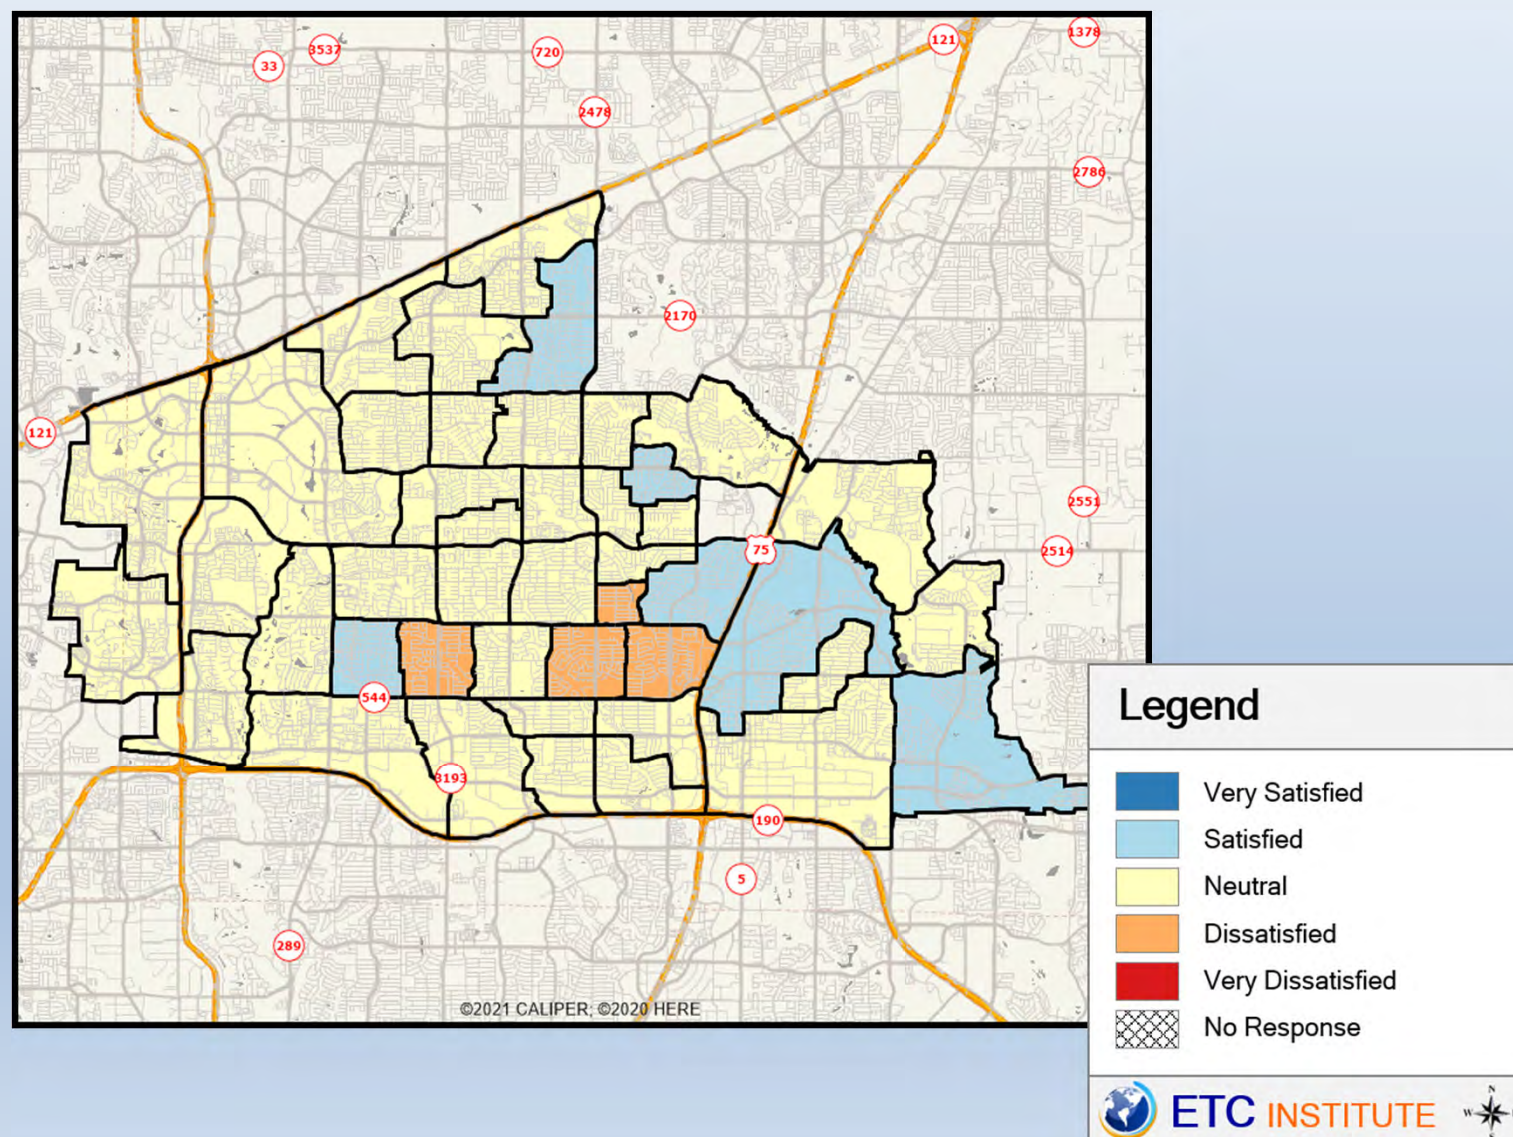 121
1378
3537
720
33
2478
2786
2170
121
2551
75
2514
544
3193
190
5
289
©2021 CALIPER; ©2020 HERE
Legend
Very Satisfied
Satisfied
Neutral
Dissatisfied
Very Dissatisfied
No Response
ETC INSTITUTE
N
W
S